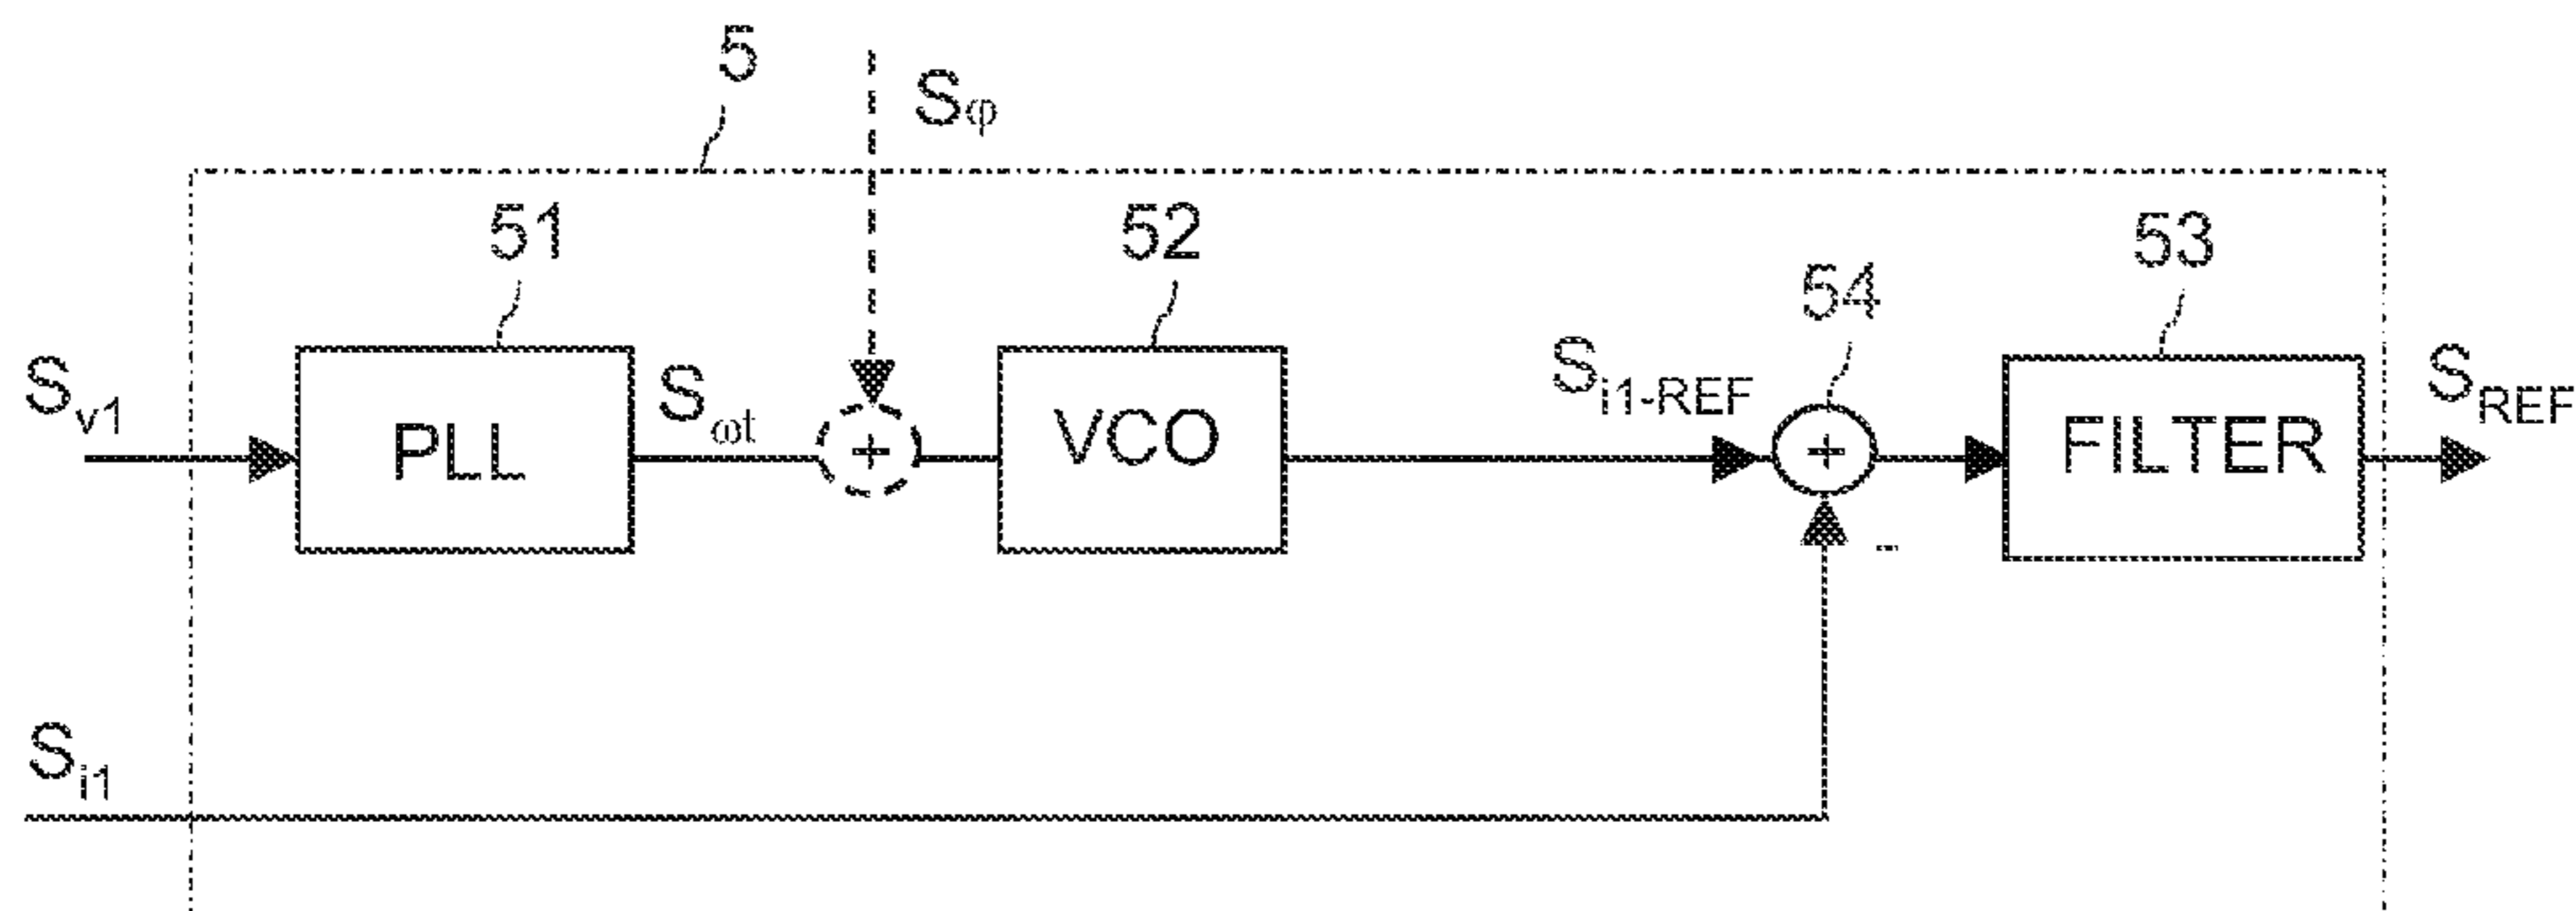 5
Sφ
51
52
53
54
Sv1
PLL
Sωt
+
VCO
Si1-REF
+
FILTER
SREF
-
Si1